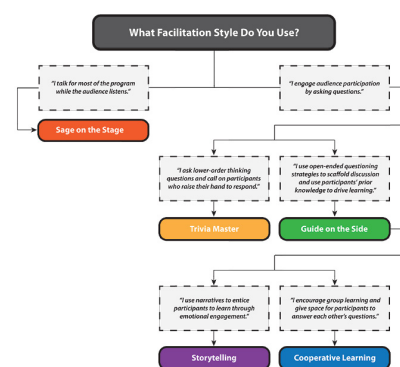 What Facilitation Style Do You Use?
"I talk for most of the program
while the audience listens."
"I engage audience participation
by asking questions."
Sage on the Stage
"I ask lower-order thinking
questions and call on participants
who raise their hand to respond."
"I use open-ended questioning
strategies to scaffold discussion
and use participants' prior
knowledge to drive learning."
Trivia Master
Guide on the Side
"I use narratives to entice
participants to learn through
emotional engagement."
"I encourage group learning and
give space for participants to
answer each other's questions."
Storytelling
Cooperative Learning